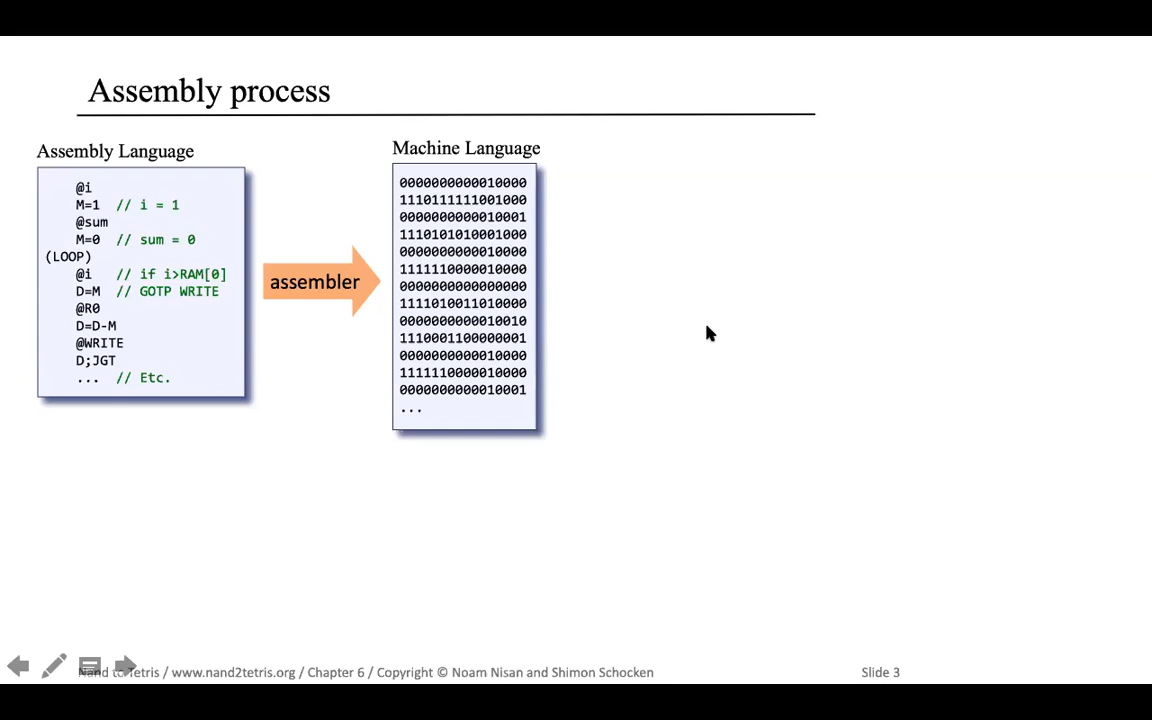 Assembly process
Assembly Language
@i
M=1 // i = 1
@sum
M=0 // sum = 0
(LOOP)
@i // if i>RAM[0]
D=M // GOTP WRITE
@R0
D=D-M
@WRITE
D;JGT
... // Etc.
assembler
Machine Language
0000000000010000
1110111111001000
0000000000010001
1110101010001000
0000000000010000
1111110000010000
0000000000000000
1111010011010000
0000000000010010
1110001100000001
0000000000010000
1111110000010000
0000000000010001
...
Nand to Tetris / www.nand2tetris.org / Chapter 6 / Copyright © Noam Nisan and Shimon Schocken
Slide 3